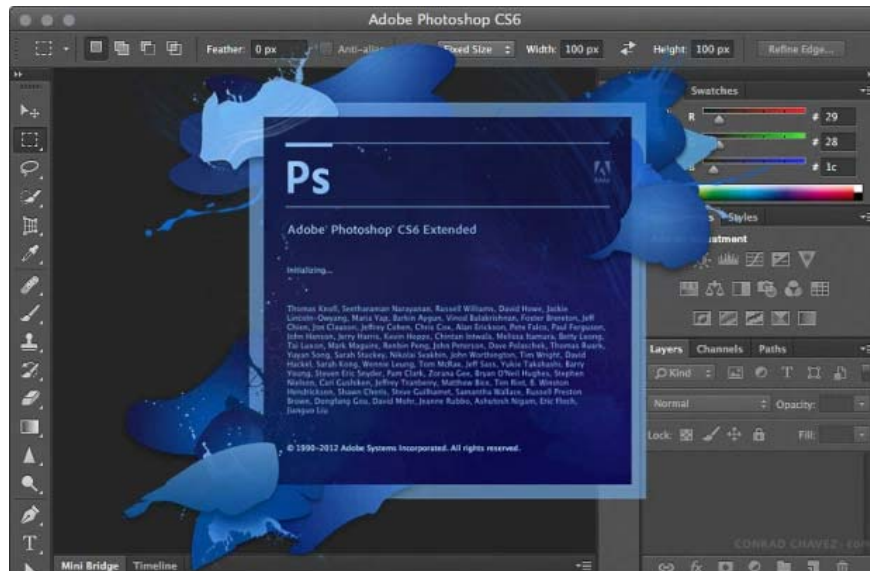 Adobe Photoshop CS6
Feather: 0 px Fixed Size Width: 100 px Height: 100 px Refine Edge...
Swatches
R # 29
# 28
B # 1c
Styles
Ps
Adobe
Adobe® Photoshop® CS6 Extended
Initializing...
Thomas Knoll, Seetharaman Narayanan, Russell Williams, David Howe, Jackie
Lincoln-Owyang, Maria Yap, Barkin Aygun, Vinod Balakrishnan, Foster Brereton, Jeff
Chien, Jon Clauson, Jeffrey Cohen, Chris Cox, Alan Erickson, Pete Falco, Paul Ferguson,
John Hanson, Jerry Harris, Kevin Hopps, Chintan Intwala, Melissa Itamura, Betty Leong,
Tai Luxon, Mark Maguire, Renbin Peng, John Peterson, Dave Polaschek, Thomas Ruark,
Yuyan Song, Sarah Stuckey, Nikolai Svakhin, John Worthington, Tim Wright, David
Hackel, Sarah Kong, Wennie Leung, Tom McRae, Jeff Sass, Yukie Takahashi, Barry
Young, Steven Eric Snyder, Pam Clark, Zorana Gee, Bryan O'Neil Hughes, Stephen
Nielson, Cari Gushiken, Jeffrey Tranberry, Matthew Bice, Tim Riot, B. Winston
Hendrickson, Shawn Cheris, Steve Guilhamet, Samantha Wallace, Russell Preston
Brown, Dongfang Gou, David Mohr, Jeanne Rubbo, Ashutosh Nigam, Eric Floch,
Jianguo Liu
© 1990-2012 Adobe Systems Incorporated. All rights reserved.
Layers Channels Paths
Kind
Normal Opacity:
Lock: Fill:
CONRAD CHAVEZ
T
fx
Mini Bridge Timeline